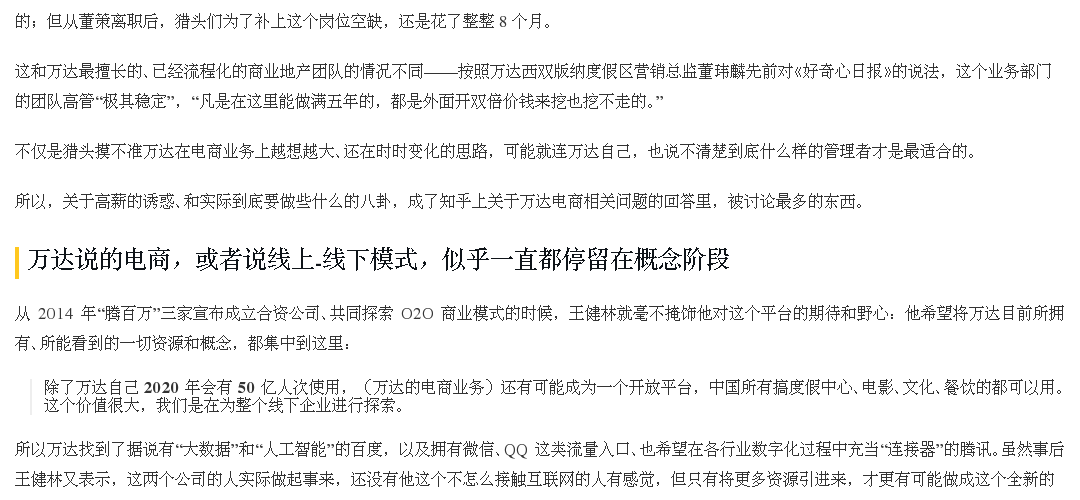 的；但从董策离职后，猎头们为了补上这个岗位空缺，还是花了整整 8 个月。
这和万达最擅长的、已经流程化的商业地产团队的情况不同——按照万达西双版纳度假区营销总监董玮麟先前对《好奇心日报》的说法，这个业务部门
的团队高管“极其稳定”，“凡是在这里能做满五年的，都是外面开双倍价钱来挖也挖不走的。”
不仅是猎头摸不准万达在电商业务上越想越大、还在时时变化的思路，可能就连万达自己，也说不清楚到底什么样的管理者才是最适合的。
所以，关于高薪的诱惑、和实际到底要做些什么的八卦，成了知乎上关于万达电商相关问题的回答里，被讨论最多的东西。
万达说的电商，或者说线上-线下模式，似乎一直都停留在概念阶段
从 2014 年“腾百万”三家宣布成立合资公司、共同探索 O2O 商业模式的时候，王健林就毫不掩饰他对这个平台的期待和野心：他希望将万达目前所拥
有、所能看到的一切资源和概念，都集中到这里：
除了万达自己 2020 年会有 50 亿人次使用，（万达的电商业务）还有可能成为一个开放平台，中国所有搞度假中心、电影、文化、餐饮的都可以用。
这个价值很大，我们是在为整个线下企业进行探索。
所以万达找到了据说有“大数据”和“人工智能”的百度，以及拥有微信、QQ 这类流量入口、也希望在各行业数字化过程中充当“连接器”的腾讯。虽然事后
王健林又表示，这两个公司的人实际做起事来，还没有他这个不怎么接触互联网的人有感觉，但只有将更多资源引进来，才更有可能做成这个全新的